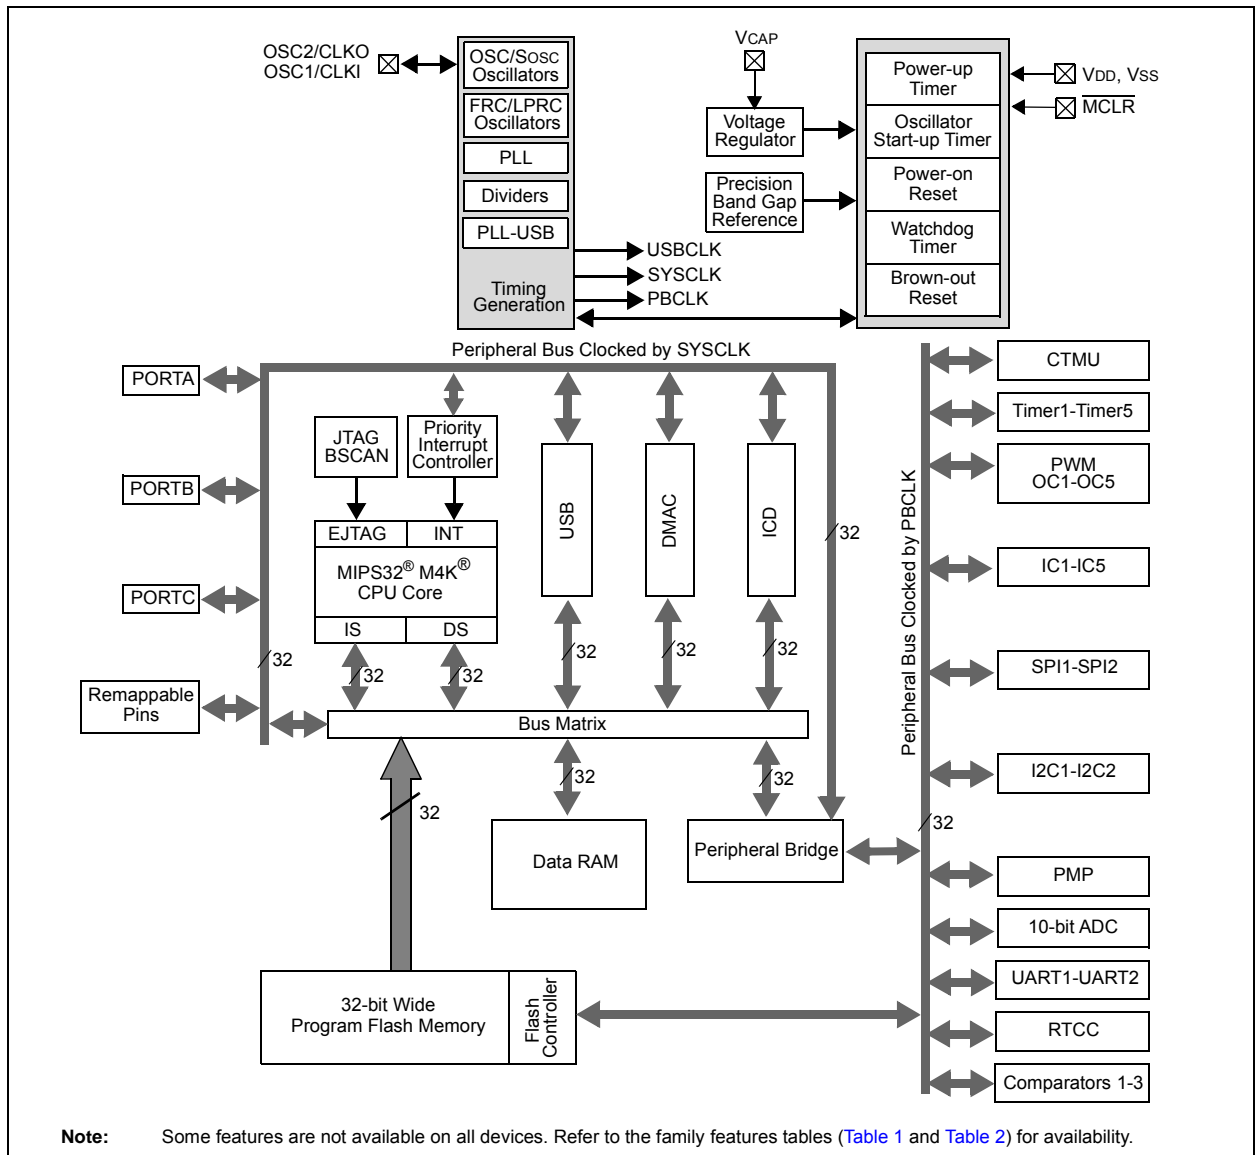 OSC2/CLKO
OSC1/CLKI
OSC/SOSC
Oscillators
FRC/LPRC
Oscillators
PLL
Dividers
PLL-USB
Timing
Generation
USBCLK
SYSCLK
PBCLK
VCAP
Voltage
Regulator
Precision
Band Gap
Reference
Power-up
Timer
Oscillator
Start-up Timer
Power-on
Reset
Watchdog
Timer
Brown-out
Reset
VDD, VSS
MCLR
Peripheral Bus Clocked by SYSCLK
PORTA
PORTB
PORTC
Remappable
Pins
32
JTAG
BSCAN
Priority
Interrupt
Controller
EJTAG
INT
MIPS32® M4K®
CPU Core
IS
DS
32
32
USB
32
DMAC
32
ICD
32
32
Bus Matrix
32
32
32
Data RAM
Peripheral Bridge
32-bit Wide
Program Flash Memory
Flash
Controller
Peripheral Bus Clocked by PBCLK
32
CTMU
Timer1-Timer5
PWM
OC1-OC5
IC1-IC5
SPI1-SPI2
I2C1-I2C2
PMP
10-bit ADC
UART1-UART2
RTCC
Comparators 1-3
Note: Some features are not available on all devices. Refer to the family features tables (Table 1 and Table 2) for availability.